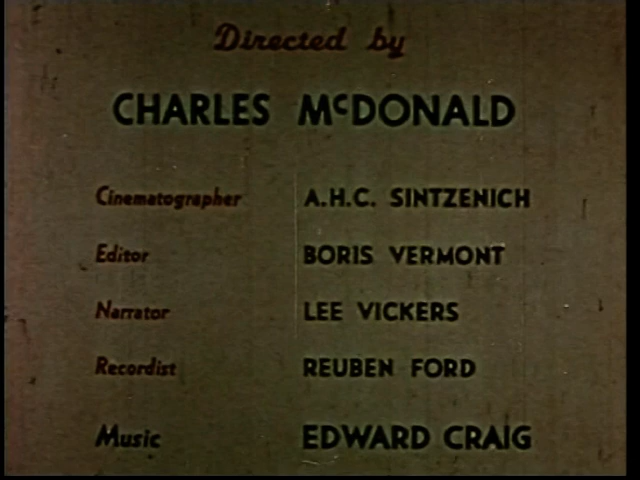 Directed by
CHARLES McDONALD
Cinematographer A.H.C. SINTZENICH
Editor BORIS VERMONT
Narrator LEE VICKERS
Recordist REUBEN FORD
Music EDWARD CRAIG